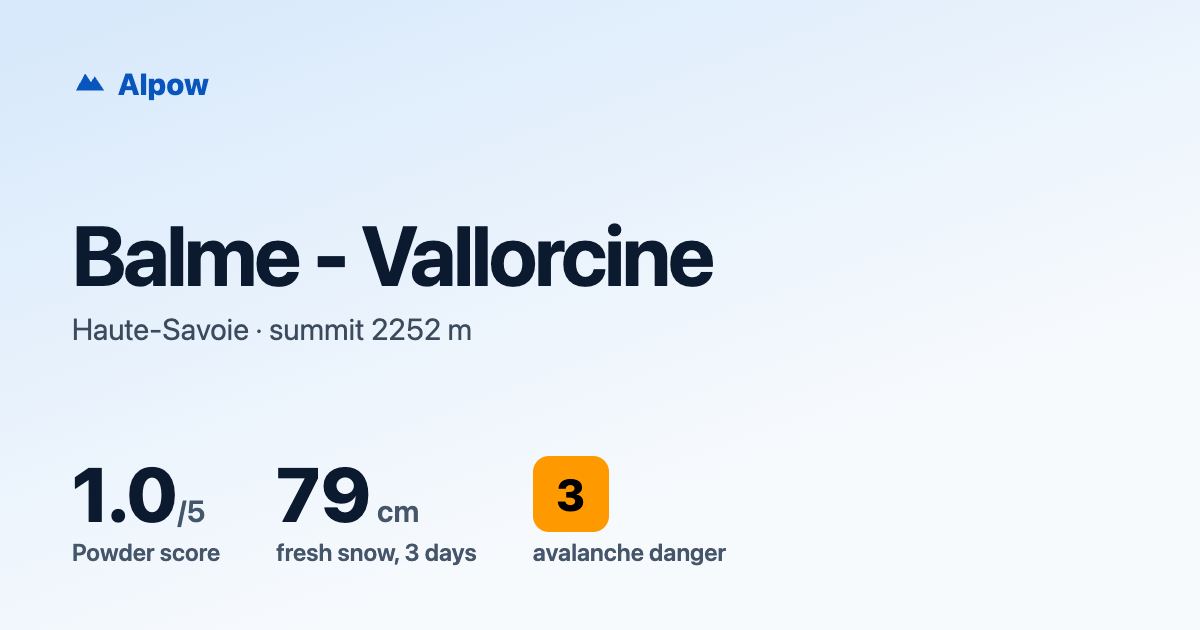 Alpow
Balme - Vallorcine
Haute-Savoie · summit 2252 m
1.0/5 79 cm 3
Powder score fresh snow, 3 days avalanche danger